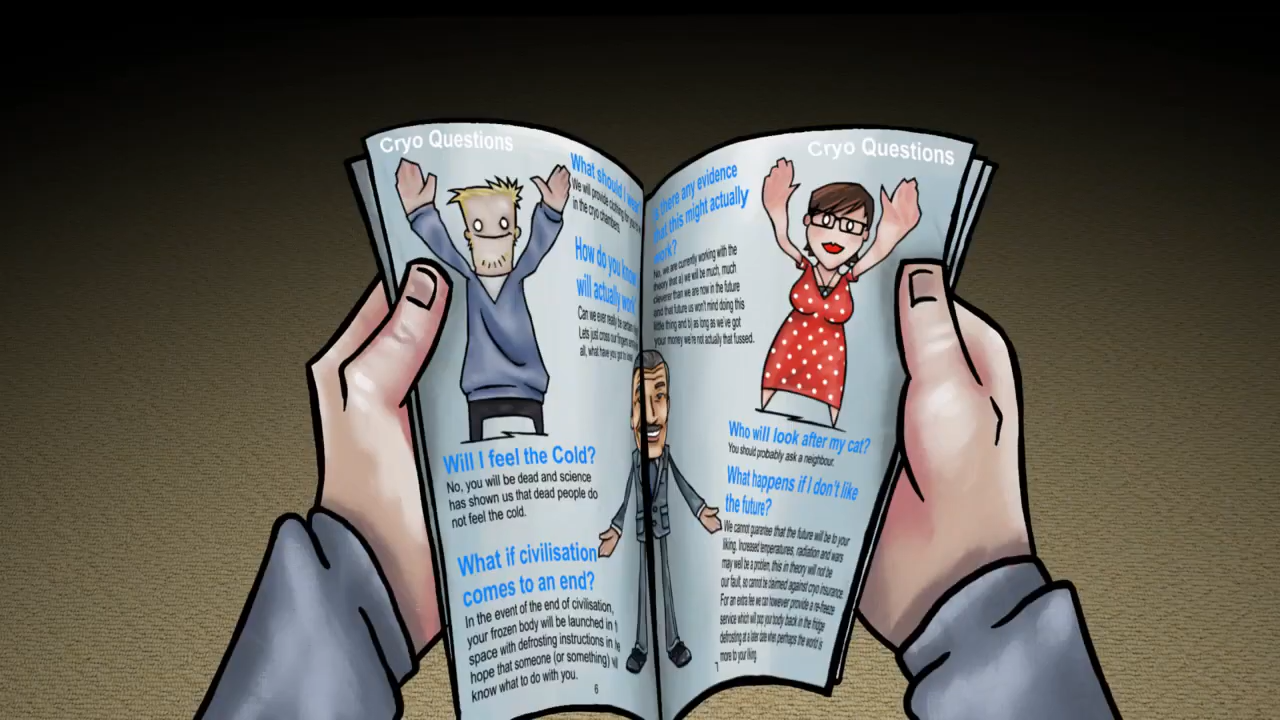 Cryo Questions
What should I wear?
We will provide clothing for
in the cryo chambers.
How do you know
will actually work
Can we ever really be certain
Lets just cross our fingers
all, what have you got to lose
Will I feel the Cold?
No, you will be dead and science
has shown us that dead people do
not feel the cold.
What if civilisation
comes to an end?
In the event of the end of civilisation,
your frozen body will be launched in
space with defrosting instructions in
hope that someone (or something)
know what to do with you.
6
Cryo Questions
Is there any evidence
that this might actually
work?
No, we are currently working with the
theory that a) we will be much, much
cleverer than we are now in the future
and that future us won't mind doing this
little thing and b) as long as we've got
your money we're not actually that fussed.
Who will look after my cat?
You should probably ask a neighbour.
What happens if I don't like
the future?
We cannot guarantee that the future will be to your
liking. Increased temperatures, radiation and wars
may well be a problem, this in theory will not be
our fault, so cannot be claimed against cryo insurance.
For an extra fee we can however provide a re-freeze
service which will pop your body back in the fridge
defrosting at a later date when perhaps the world is
more to your liking
7